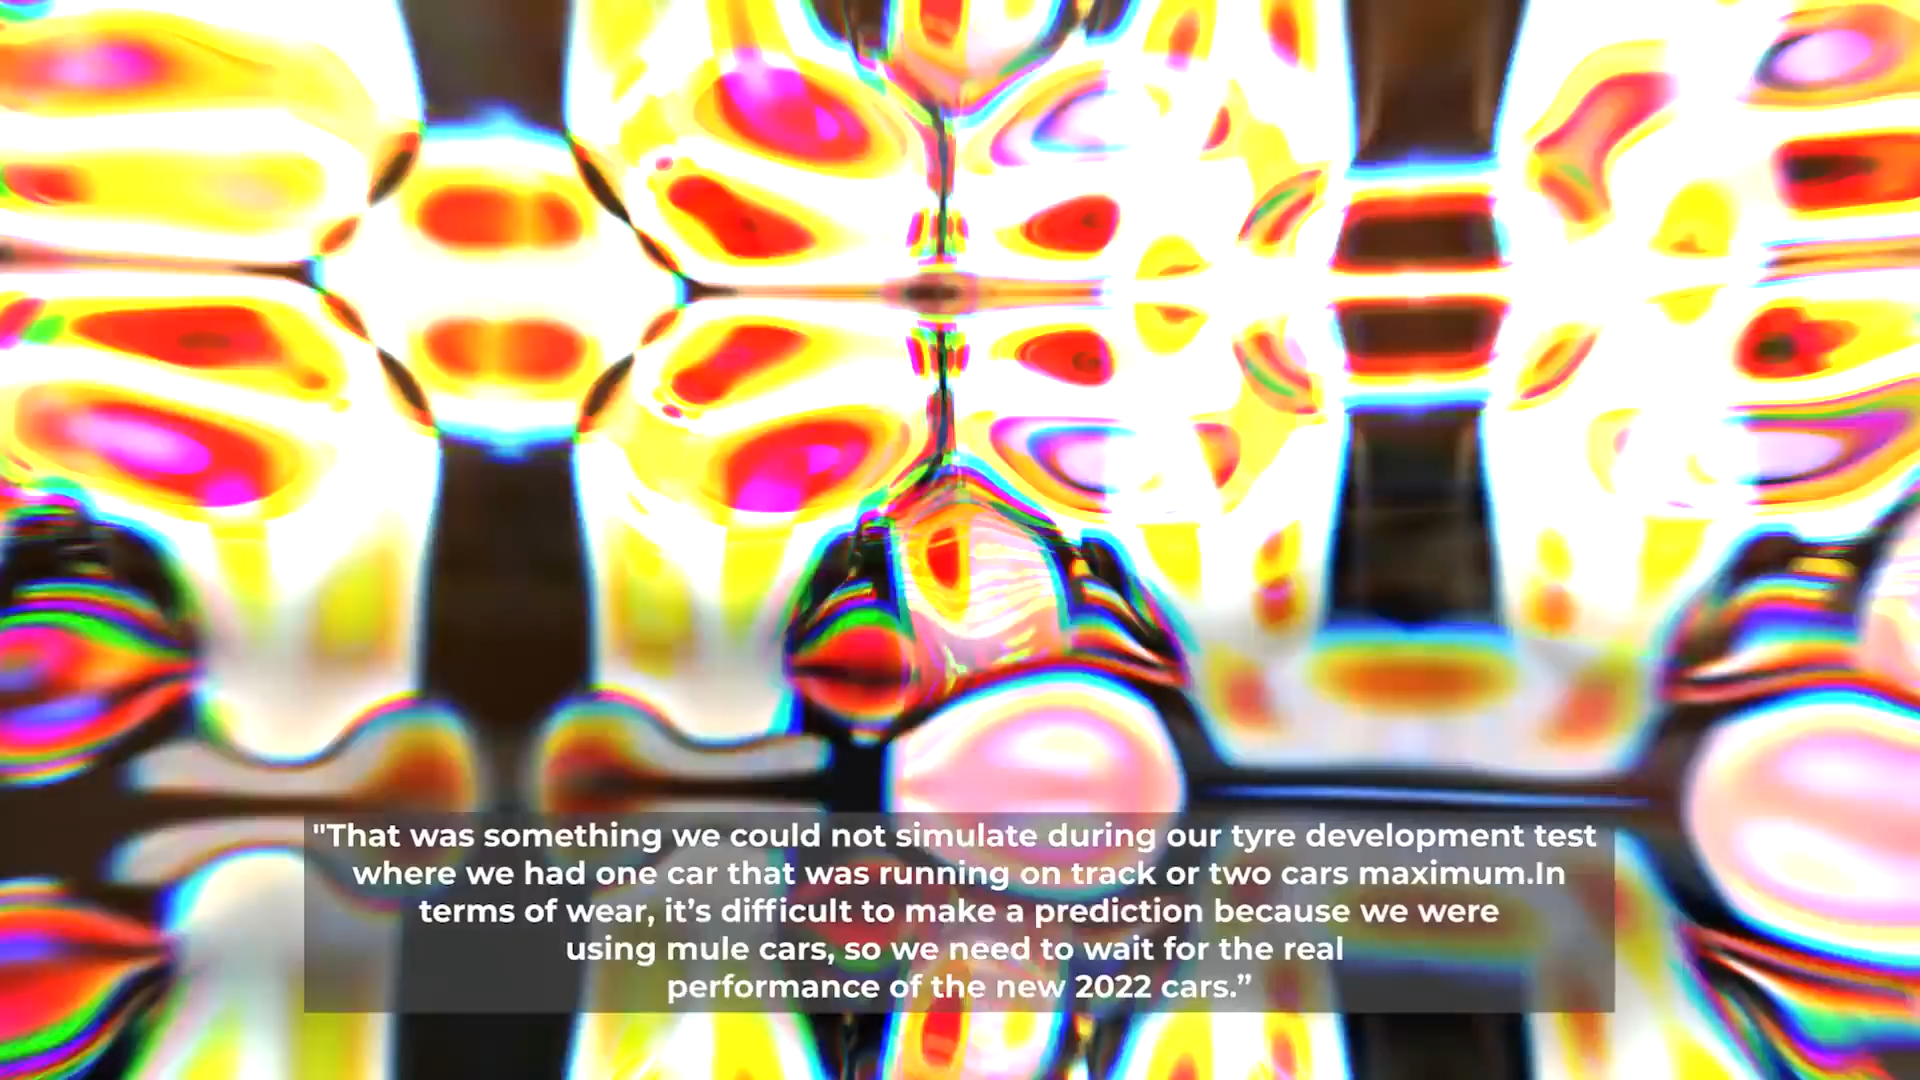 "That was something we could not simulate during our tyre development test
where we had one car that was running on track or two cars maximum.In
terms of wear, it’s difficult to make a prediction because we were
using mule cars, so we need to wait for the real
performance of the new 2022 cars.”